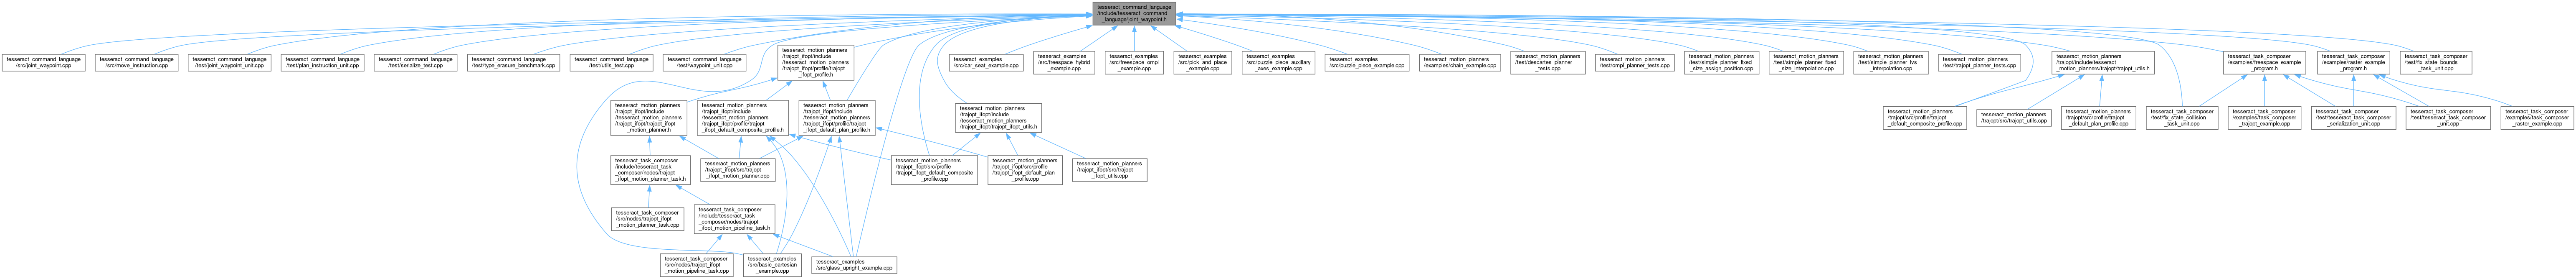 tesseract_command_language
/include/tesseract_command
_language/joint_waypoint.h
tesseract_command_language
/src/joint_waypoint.cpp
tesseract_command_language
/src/move_instruction.cpp
tesseract_command_language
/test/joint_waypoint_unit.cpp
tesseract_command_language
/test/plan_instruction_unit.cpp
tesseract_command_language
/test/serialize_test.cpp
tesseract_command_language
/test/type_erasure_benchmark.cpp
tesseract_command_language
/test/utils_test.cpp
tesseract_command_language
/test/waypoint_unit.cpp
tesseract_motion_planners
/trajopt_ifopt/include
/tesseract_motion_planners
/trajopt_ifopt/profile/trajopt
_ifopt_profile.h
tesseract_examples
/src/car_seat_example.cpp
tesseract_examples
/src/freespace_hybrid
_example.cpp
tesseract_examples
/src/freespace_ompl
_example.cpp
tesseract_examples
/src/pick_and_place
_example.cpp
tesseract_examples
/src/puzzle_piece_auxillary
_axes_example.cpp
tesseract_examples
/src/puzzle_piece_example.cpp
tesseract_motion_planners
/examples/chain_example.cpp
tesseract_motion_planners
/test/descartes_planner
_tests.cpp
tesseract_motion_planners
/test/ompl_planner_tests.cpp
tesseract_motion_planners
/test/simple_planner_fixed
_size_assign_position.cpp
tesseract_motion_planners
/test/simple_planner_fixed
_size_interpolation.cpp
tesseract_motion_planners
/test/simple_planner_lvs
_interpolation.cpp
tesseract_motion_planners
/test/trajopt_planner_tests.cpp
tesseract_motion_planners
/trajopt/include/tesseract
_motion_planners/trajopt/trajopt_utils.h
tesseract_task_composer
/examples/freespace_example
_program.h
tesseract_task_composer
/examples/raster_example
_program.h
tesseract_task_composer
/test/fix_state_bounds
_task_unit.cpp
tesseract_motion_planners
/trajopt_ifopt/include
/tesseract_motion_planners
/trajopt_ifopt/trajopt_ifopt
_motion_planner.h
tesseract_motion_planners
/trajopt_ifopt/include
/tesseract_motion_planners
/trajopt_ifopt/profile/trajopt
_ifopt_default_composite_profile.h
tesseract_motion_planners
/trajopt_ifopt/include
/tesseract_motion_planners
/trajopt_ifopt/profile/trajopt
_ifopt_default_plan_profile.h
tesseract_motion_planners
/trajopt_ifopt/include
/tesseract_motion_planners
/trajopt_ifopt/trajopt_ifopt_utils.h
tesseract_motion_planners
/trajopt/src/profile/trajopt
_default_composite_profile.cpp
tesseract_motion_planners
/trajopt/src/trajopt_utils.cpp
tesseract_motion_planners
/trajopt/src/profile/trajopt
_default_plan_profile.cpp
tesseract_task_composer
/test/fix_state_collision
_task_unit.cpp
tesseract_task_composer
/examples/task_composer
_trajopt_example.cpp
tesseract_task_composer
/test/tesseract_task_composer
_serialization_unit.cpp
tesseract_task_composer
/test/tesseract_task_composer
_unit.cpp
tesseract_task_composer
/examples/task_composer
_raster_example.cpp
tesseract_task_composer
/include/tesseract_task
_composer/nodes/trajopt
_ifopt_motion_planner_task.h
tesseract_motion_planners
/trajopt_ifopt/src/trajopt
_ifopt_motion_planner.cpp
tesseract_motion_planners
/trajopt_ifopt/src/profile
/trajopt_ifopt_default_composite
_profile.cpp
tesseract_motion_planners
/trajopt_ifopt/src/profile
/trajopt_ifopt_default_plan
_profile.cpp
tesseract_motion_planners
/trajopt_ifopt/src/trajopt
_ifopt_utils.cpp
tesseract_task_composer
/src/nodes/trajopt_ifopt
_motion_planner_task.cpp
tesseract_task_composer
/include/tesseract_task
_composer/nodes/trajopt
_ifopt_motion_pipeline_task.h
tesseract_task_composer
/src/nodes/trajopt_ifopt
_motion_pipeline_task.cpp
tesseract_examples
/src/basic_cartesian
_example.cpp
tesseract_examples
/src/glass_upright_example.cpp